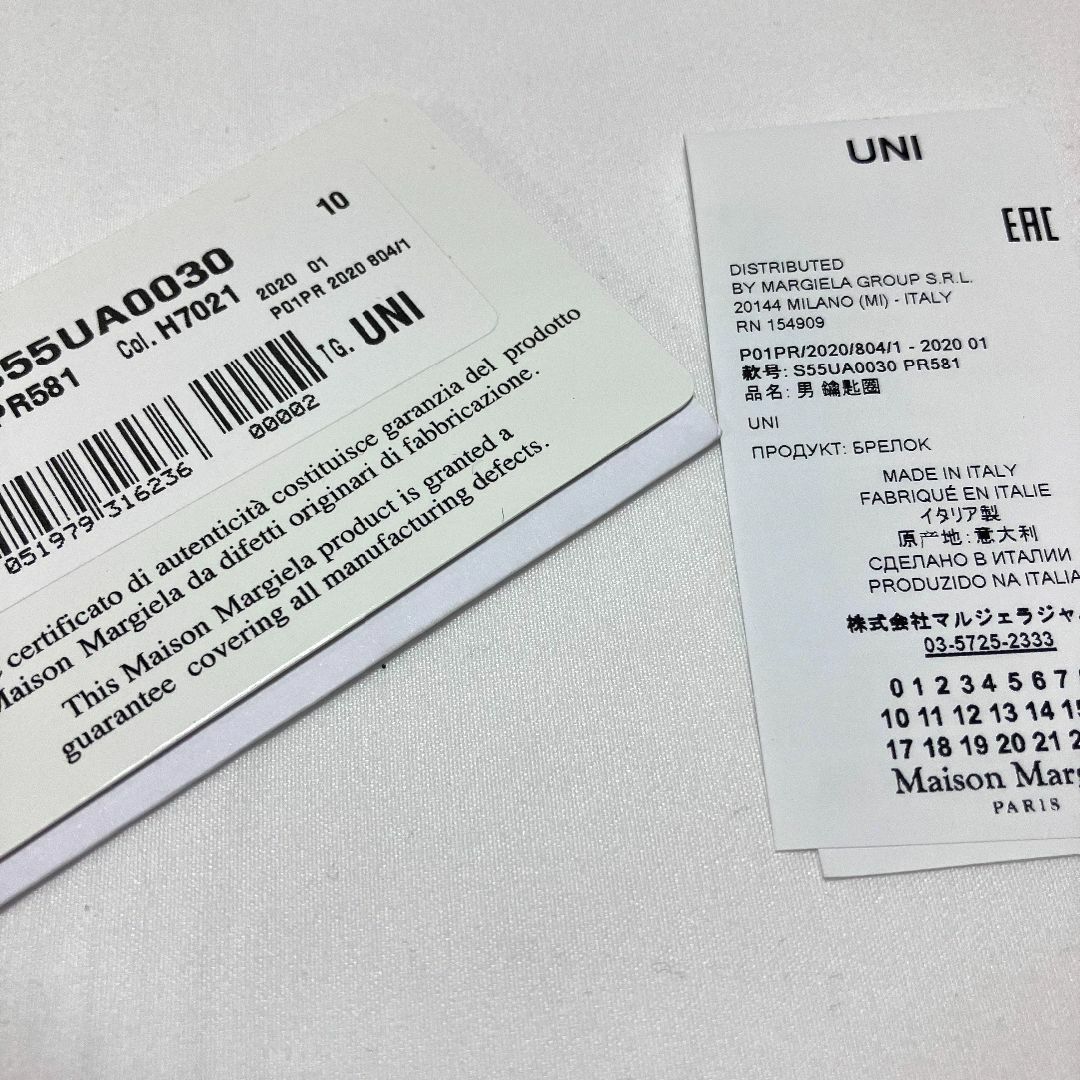 10
S55UA0030
PR581
Col. H7021
2020 01
P01PR 2020 804/1
TG. UNI
051979 316236
00002
certificato di autenticità costituisce garanzia del prodotto
Maison Margiela da difetti originari di fabbricazione.
This Maison Margiela product is granted a
guarantee covering all manufacturing defects.
UNI
EAC
DISTRIBUTED
BY MARGIELA GROUP S.R.L.
20144 MILANO (MI) - ITALY
RN 154909
P01PR/2020/804/1 - 2020 01
款号: S55UA0030 PR581
品名: 男 鑰匙圈
UNI
ПРОДУКТ: БРЕЛОК
MADE IN ITALY
FABRIQUÉ EN ITALIE
イタリア製
原产地: 意大利
СДЕЛАНО В ИТАЛИИ
PRODUZIDO NA ITALIA
株式会社マルジェラジャ
03-5725-2333
0 1 2 3 4 5 6 7
10 11 12 13 14 15
17 18 19 20 21 2
Maison Marg
PARIS